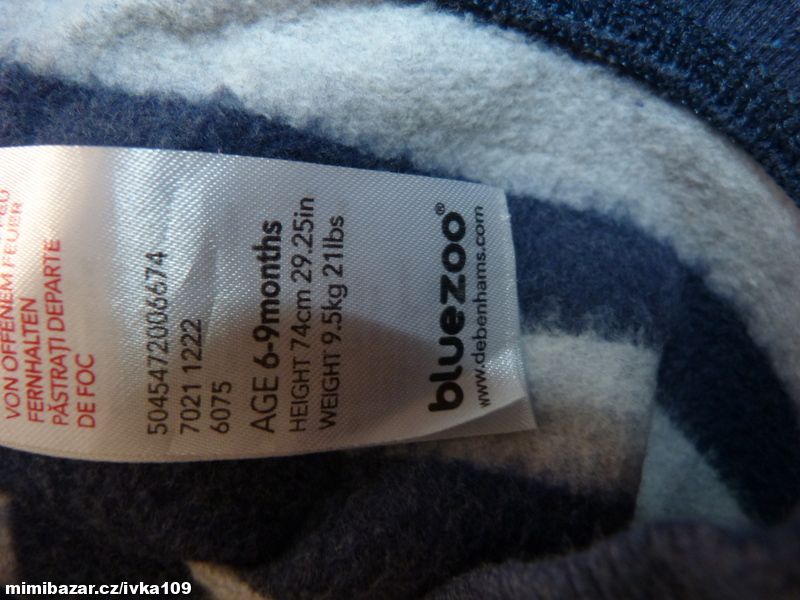 bluezoo®
www.debenhams.com
AGE 6-9months
HEIGHT 74cm 29.25in
WEIGHT 9.5kg 21lbs
5045472006674
7021 1222
6075
VON OFFENEM FEUER
FERNHALTEN
PĂSTRAȚI DEPARTE
DE FOC
mimibazar.cz/ivka109